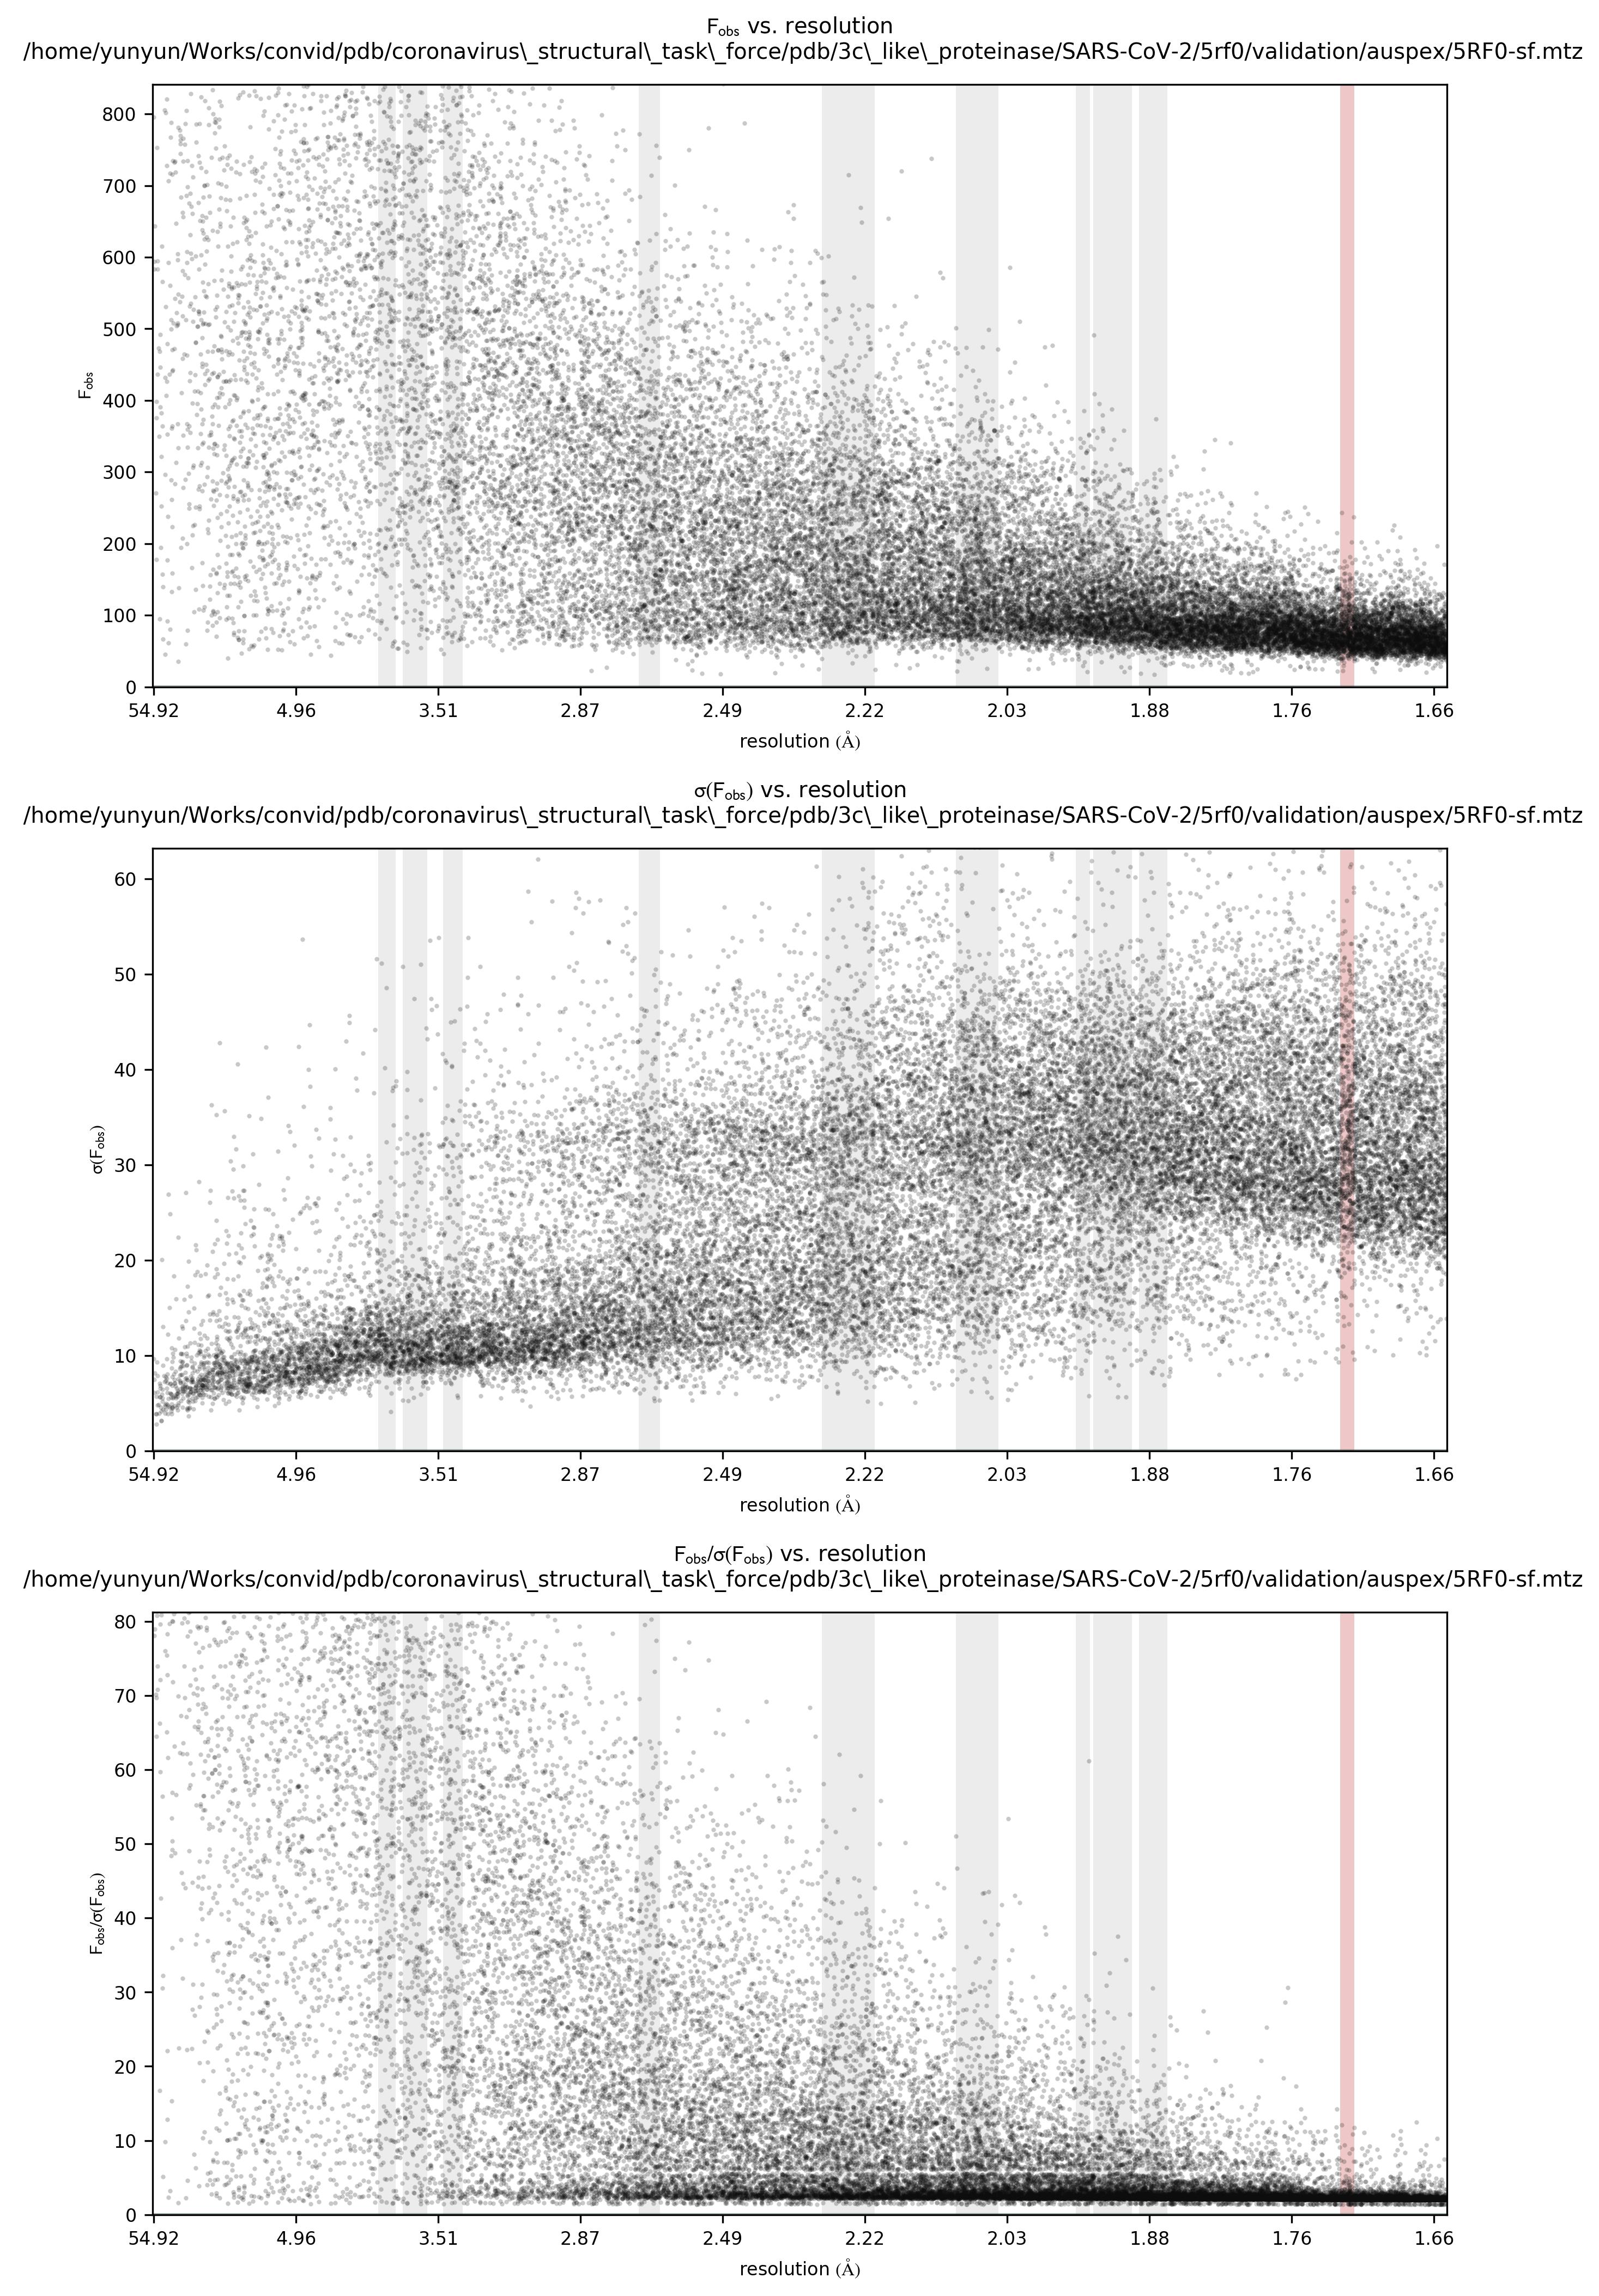 Fobs vs. resolution
/home/yunyun/Works/convid/pdb/coronavirus\_structural\_task\_force/pdb/3c\_like\_proteinase/SARS-CoV-2/5rf0/validation/auspex/5RF0-sf.mtz
800
700
600
500
400
300
200
100
0
Fobs
54.92 4.96 3.51 2.87 2.49 2.22 2.03 1.88 1.76 1.66
resolution (Å)
σ(Fobs) vs. resolution
/home/yunyun/Works/convid/pdb/coronavirus\_structural\_task\_force/pdb/3c\_like\_proteinase/SARS-CoV-2/5rf0/validation/auspex/5RF0-sf.mtz
60
50
40
30
20
10
0
σ(Fobs)
54.92 4.96 3.51 2.87 2.49 2.22 2.03 1.88 1.76 1.66
resolution (Å)
Fobs/σ(Fobs) vs. resolution
/home/yunyun/Works/convid/pdb/coronavirus\_structural\_task\_force/pdb/3c\_like\_proteinase/SARS-CoV-2/5rf0/validation/auspex/5RF0-sf.mtz
80
70
60
50
40
30
20
10
0
Fobs/σ(Fobs)
54.92 4.96 3.51 2.87 2.49 2.22 2.03 1.88 1.76 1.66
resolution (Å)